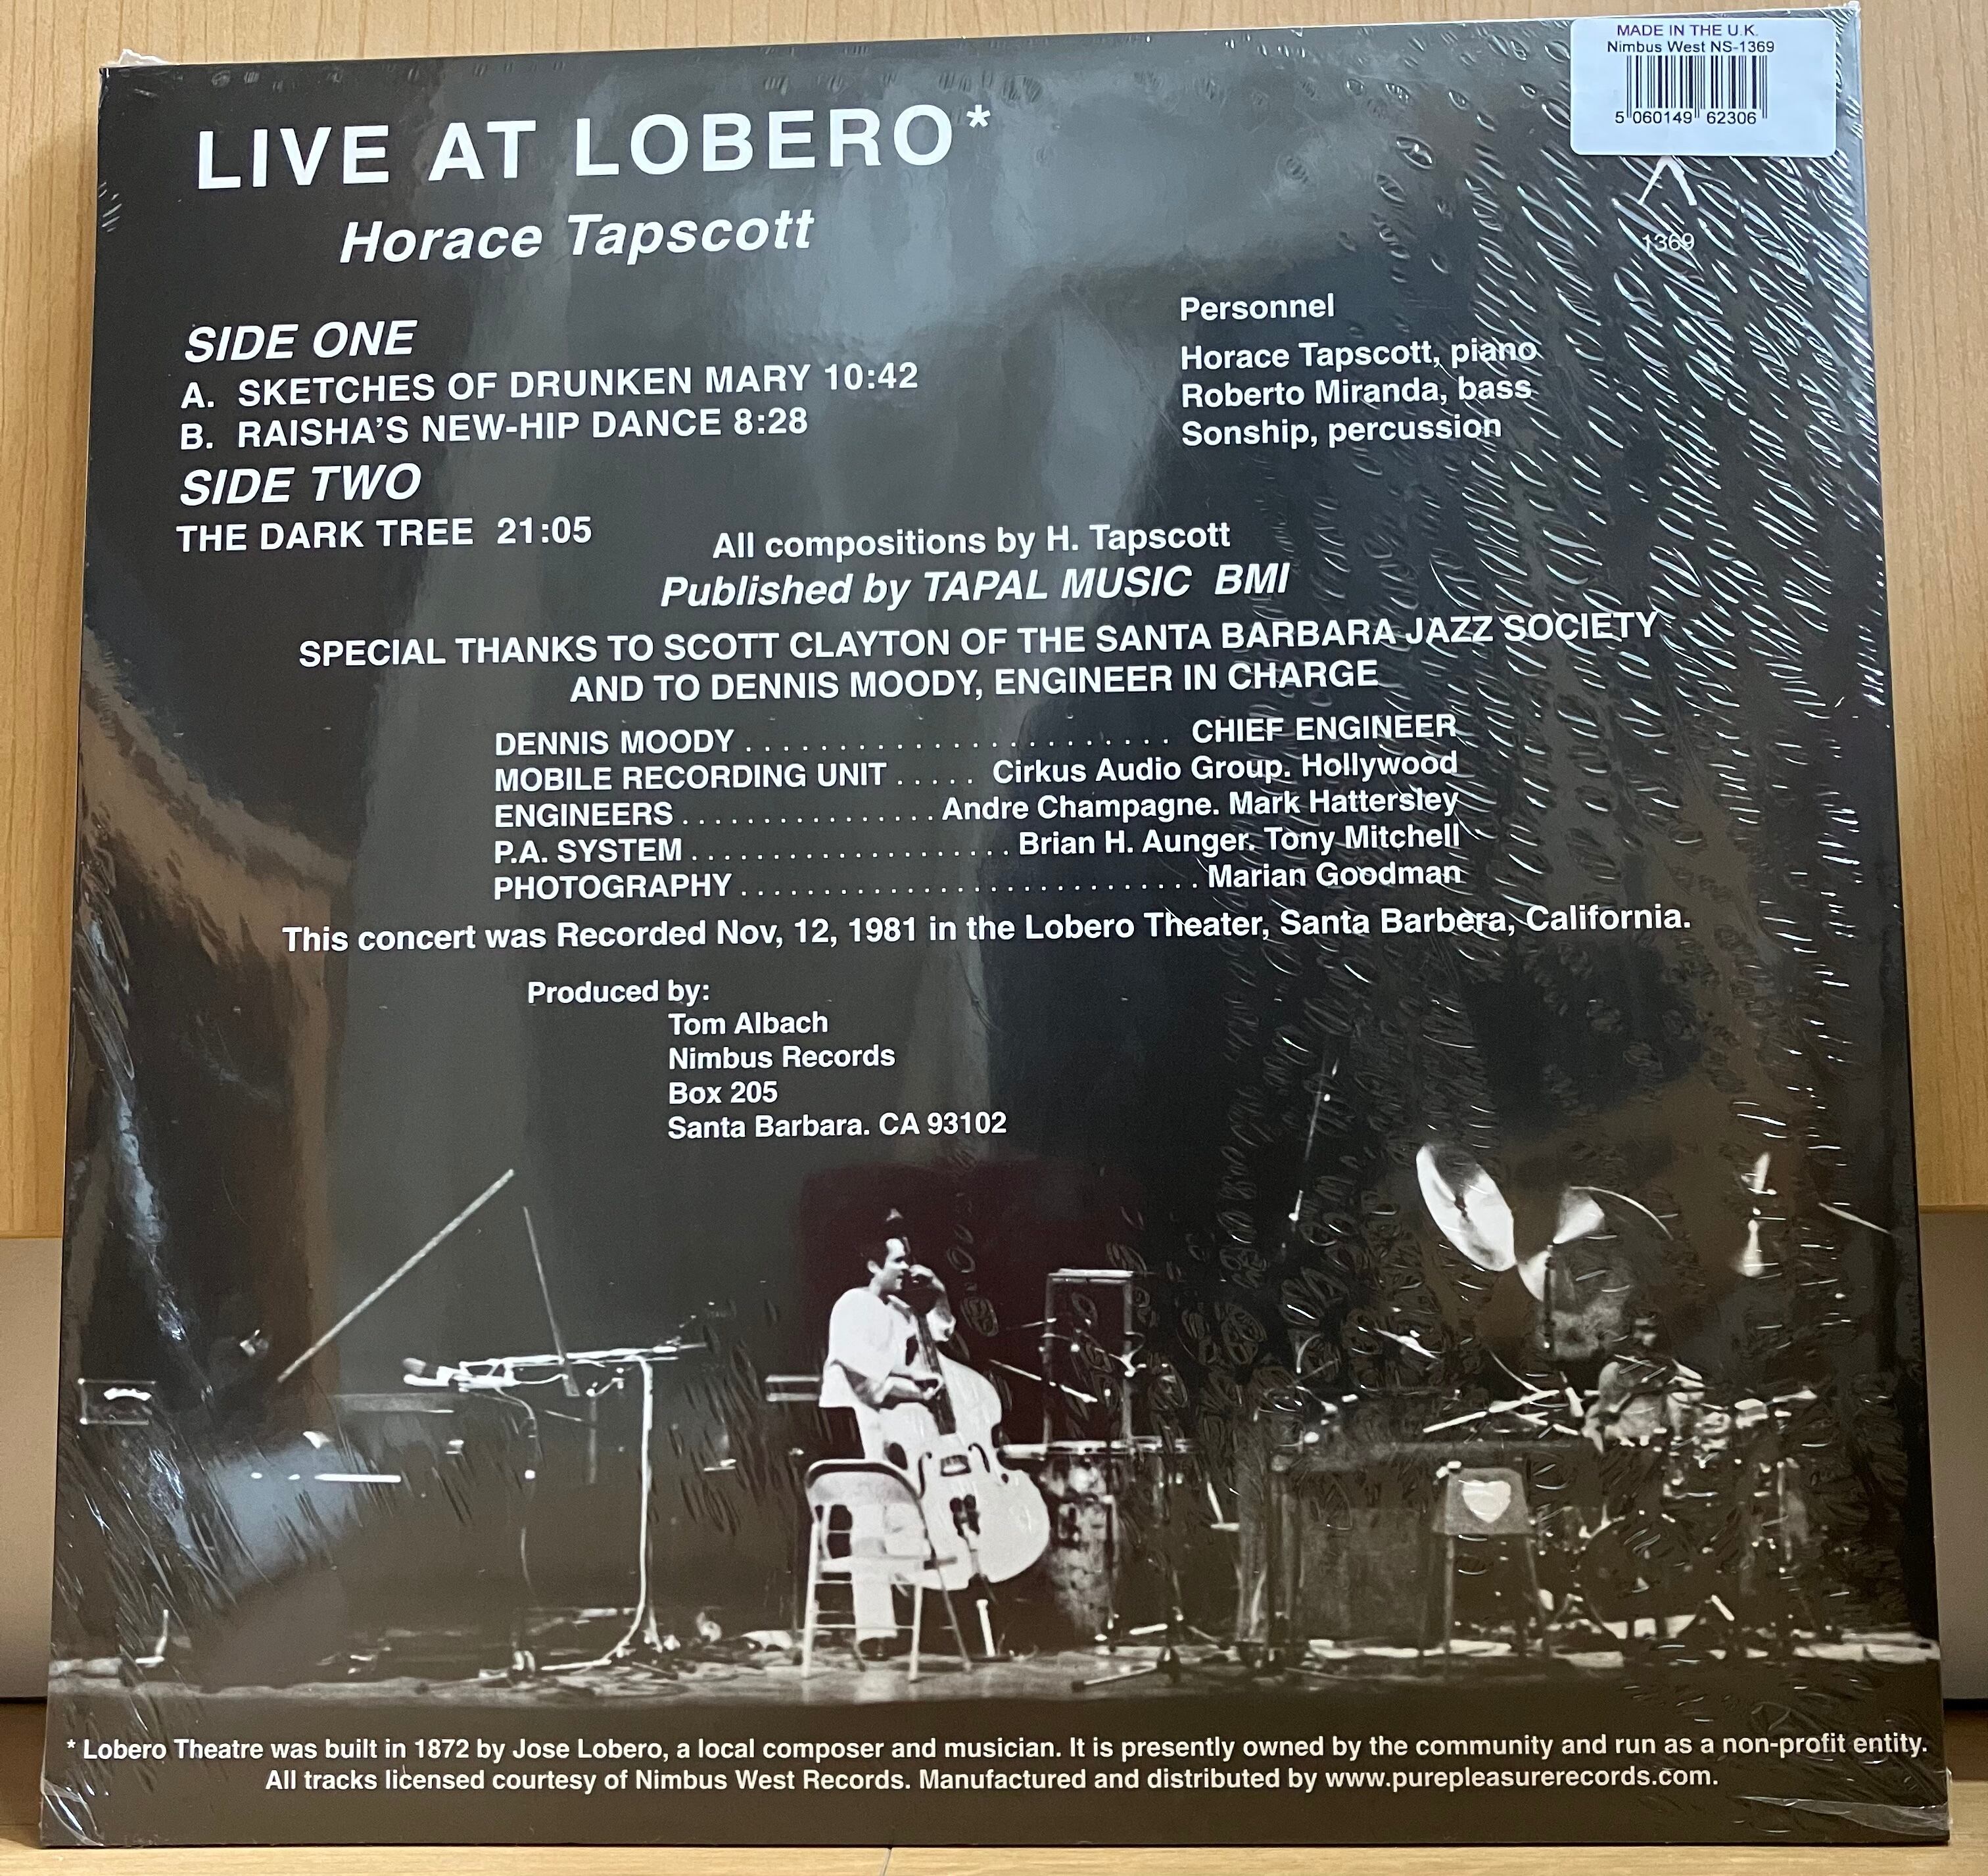 MADE IN THE U.K.
Nimbus West NS-1369
5 060149 62306
1369
LIVE AT LOBERO*
Horace Tapscott
SIDE ONE
A. SKETCHES OF DRUNKEN MARY 10:42
B. RAISHA'S NEW-HIP DANCE 8:28
SIDE TWO
THE DARK TREE 21:05
Personnel
Horace Tapscott, piano
Roberto Miranda, bass
Sonship, percussion
All compositions by H. Tapscott
Published by TAPAL MUSIC BMI
SPECIAL THANKS TO SCOTT CLAYTON OF THE SANTA BARBARA JAZZ SOCIETY
AND TO DENNIS MOODY, ENGINEER IN CHARGE
DENNIS MOODY . . . . . . . . . . . . . . . . . . . . . . . CHIEF ENGINEER
MOBILE RECORDING UNIT . . . . . Cirkus Audio Group. Hollywood
ENGINEERS . . . . . . . . . . . . . . . . Andre Champagne. Mark Hattersley
P.A. SYSTEM . . . . . . . . . . . . . . . . . . . . Brian H. Aunger. Tony Mitchell
PHOTOGRAPHY . . . . . . . . . . . . . . . . . . . . . . . . . . . . . Marian Goodman
This concert was Recorded Nov, 12, 1981 in the Lobero Theater, Santa Barbera, California.
Produced by:
Tom Albach
Nimbus Records
Box 205
Santa Barbara. CA 93102
* Lobero Theatre was built in 1872 by Jose Lobero, a local composer and musician. It is presently owned by the community and run as a non-profit entity.
All tracks licensed courtesy of Nimbus West Records. Manufactured and distributed by www.purepleasurerecords.com.